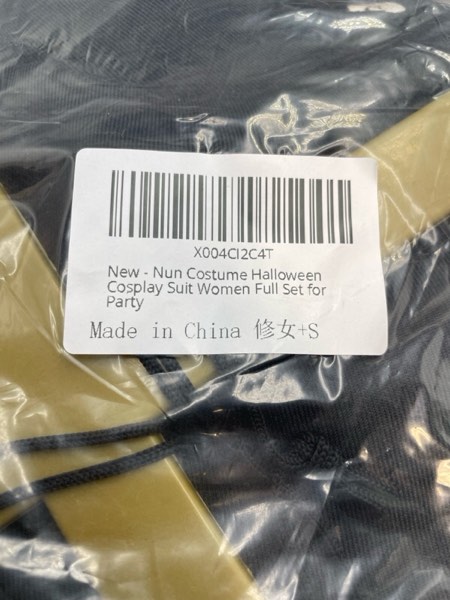 X004CI2C4T
New - Nun Costume Halloween
Cosplay Suit Women Full Set for
Party
Made in China 修女+S